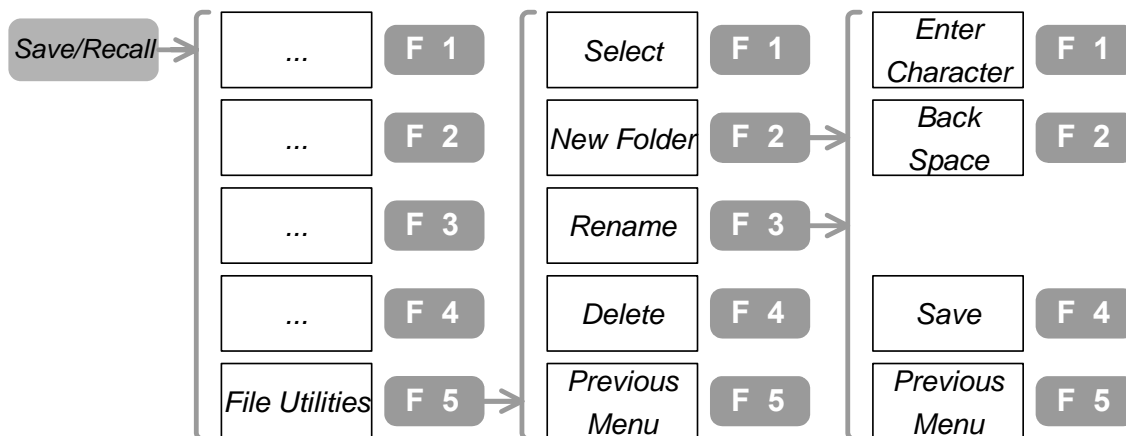 Save/Recall
... F 1
... F 2
... F 3
... F 4
File Utilities F 5
Select F 1
New Folder F 2
Rename F 3
Delete F 4
Previous
Menu F 5
Enter
Character F 1
Back
Space F 2
Save F 4
Previous
Menu F 5